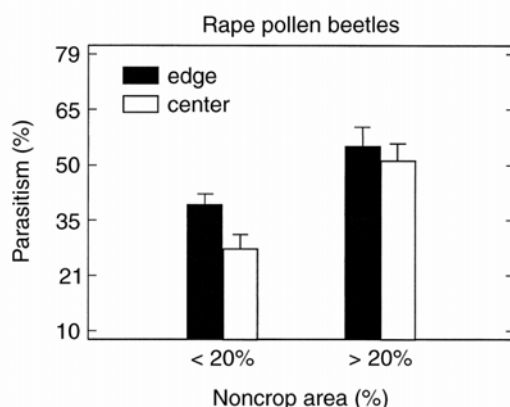 Rape pollen beetles
79
65
50
35
21
10
Parasitism (%)
edge
center
< 20%
> 20%
Noncrop area (%)